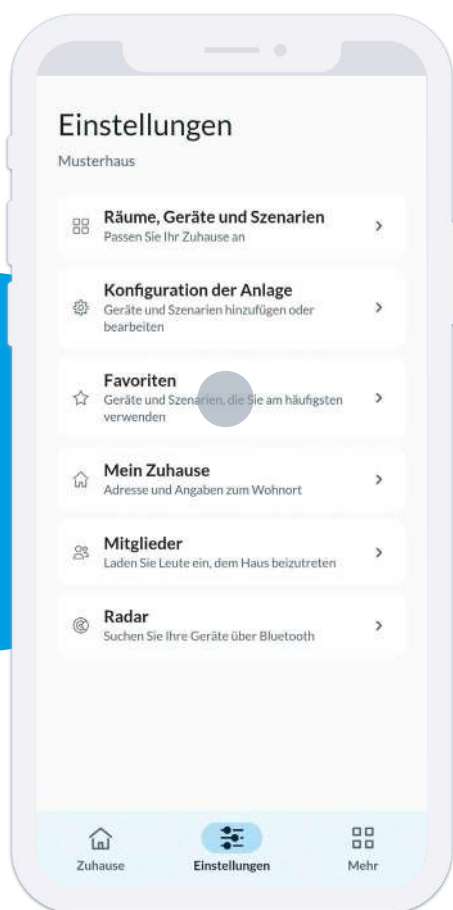 Einstellungen
Musterhaus
Räume, Geräte und Szenarien
Passen Sie Ihr Zuhause an
Konfiguration der Anlage
Geräte und Szenarien hinzufügen oder
bearbeiten
Favoriten
Geräte und Szenarien, die Sie am häufigsten
verwenden
Mein Zuhause
Adresse und Angaben zum Wohnort
Mitglieder
Laden Sie Leute ein, dem Haus beizutreten
Radar
Suchen Sie Ihre Geräte über Bluetooth
Zuhause Einstellungen Mehr